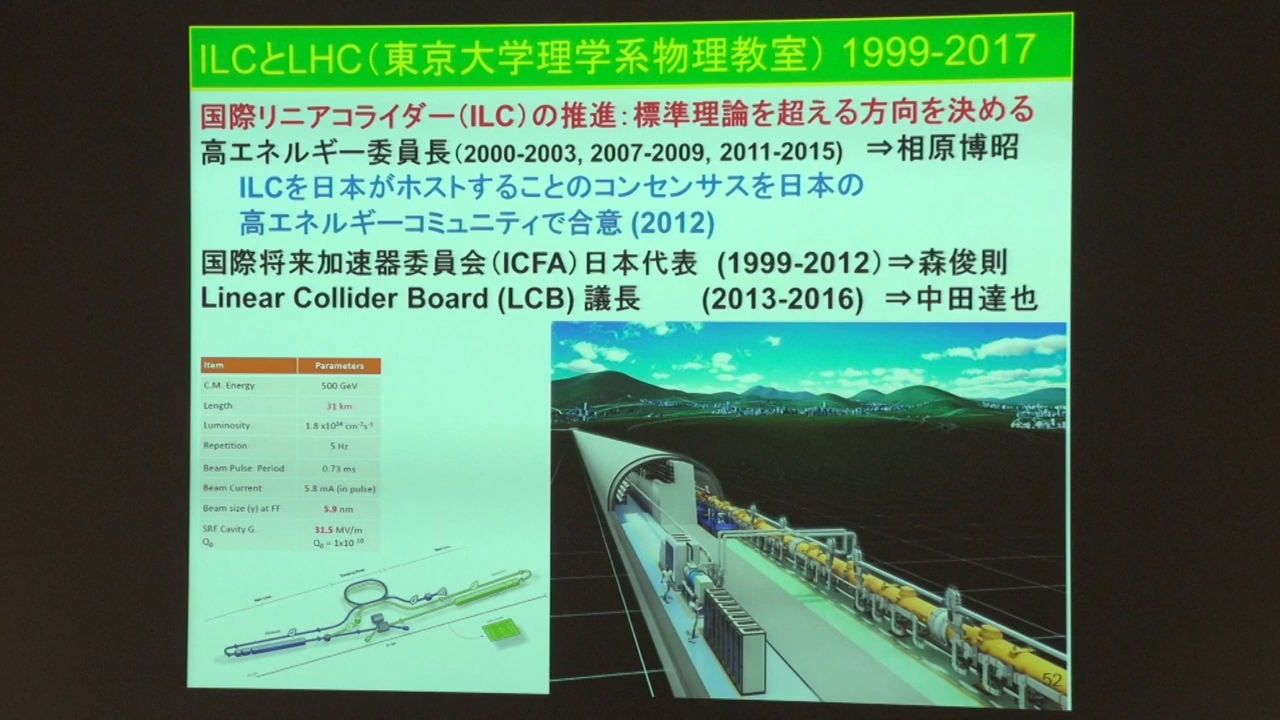 ILCとLHC（東京大学理学系物理教室） 1999-2017
国際リニアコライダー（ILC）の推進：標準理論を超える方向を決める
高エネルギー委員長(2000-2003, 2007-2009, 2011-2015) ⇒相原博昭
ILCを日本がホストすることのコンセンサスを日本の
高エネルギーコミュニティで合意 (2012)
国際将来加速器委員会（ICFA）日本代表 (1999-2012）⇒森俊則
Linear Collider Board (LCB) 議長 (2013-2016) ⇒中田達也
Item Parameters
C.M. Energy 500 GeV
Length 31 km
Luminosity 1.8 x10³⁴ cm⁻²s⁻¹
Repetition 5 Hz
Beam Pulse Period 0.73 ms
Beam Current 5.8 mA (in pulse)
Beam size (y) at FF 5.9 nm
SRF Cavity G. 31.5 MV/m
Q₀ Q₀ = 1x10¹⁰
52